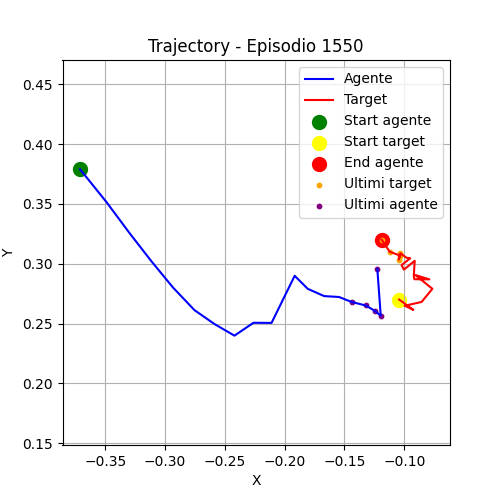 Trajectory - Episodio 1550
Agente
Target
Start agente
Start target
End agente
Ultimi target
Ultimi agente
0.45
0.40
0.35
0.30
0.25
0.20
0.15
Y
−0.35
−0.30
−0.25
−0.20
−0.15
−0.10
X